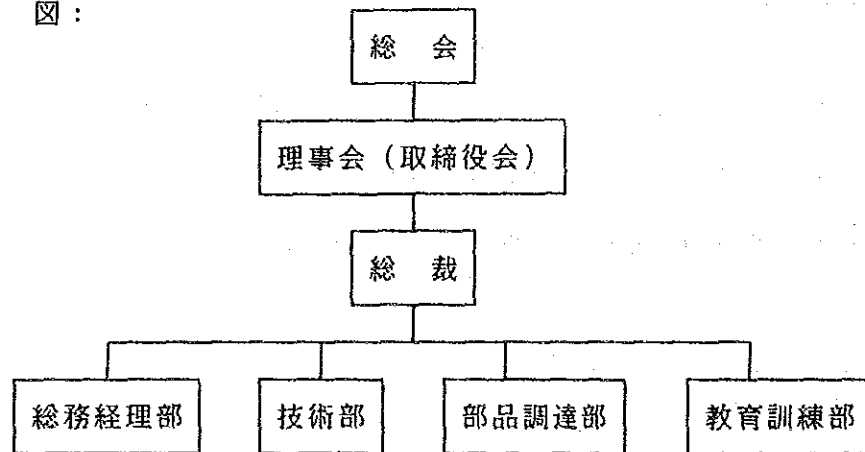 図：
総　会
理事会（取締役会）
総　裁
総務経理部　技術部　部品調達部　教育訓練部